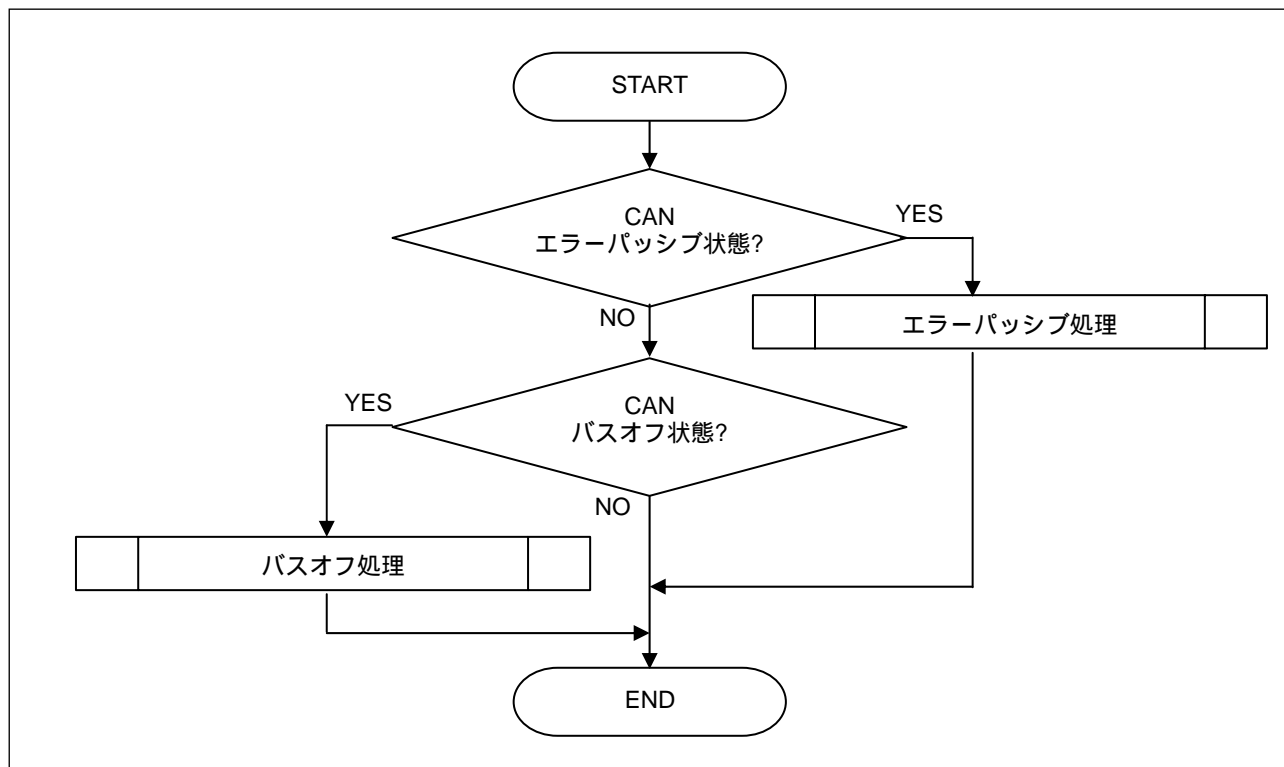 START
CAN
エラーパッシブ状態?
YES
NO
エラーパッシブ処理
CAN
バスオフ状態?
YES
NO
バスオフ処理
END